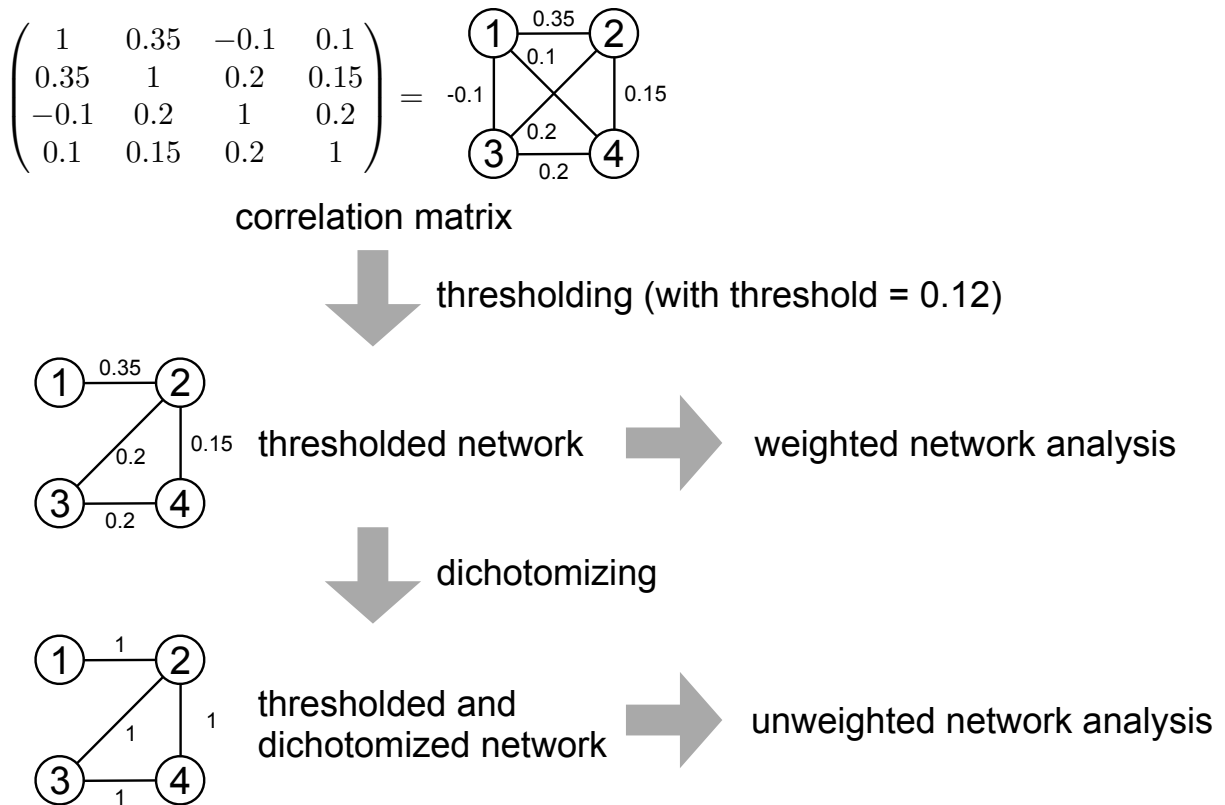 1 0.35 −0.1 0.1
0.35 1 0.2 0.15
−0.1 0.2 1 0.2
0.1 0.15 0.2 1
=
1 0.35 2
0.1
-0.1 0.15
0.2
3 0.2 4
correlation matrix
thresholding (with threshold = 0.12)
1 0.35 2
0.2 0.15
3 0.2 4
thresholded network
weighted network analysis
dichotomizing
1 1 2
1 1
3 1 4
thresholded and
dichotomized network
unweighted network analysis